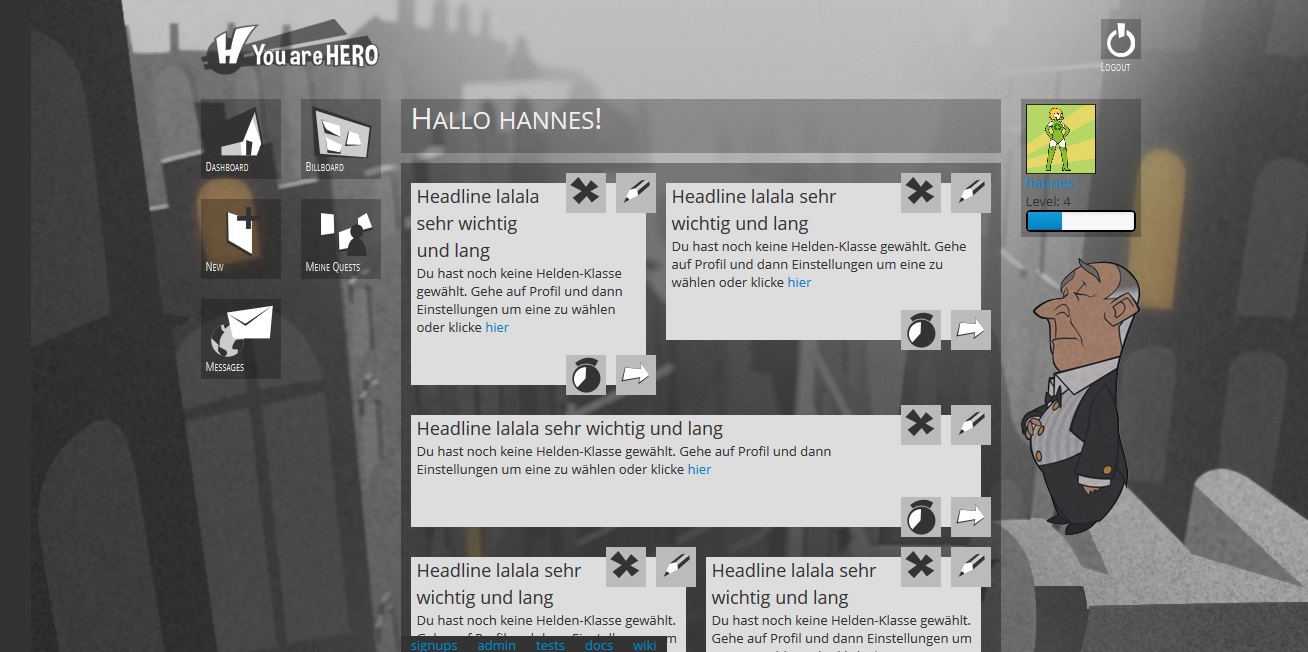 You are HERO
LOGOUT
HALLO HANNES!
DASHBOARD
BILLBOARD
NEW
MEINE QUESTS
MESSAGES
hannes
Level: 4
Headline lalala
sehr wichtig
und lang
Du hast noch keine Helden-Klasse
gewählt. Gehe auf Profil und dann
Einstellungen um eine zu wählen
oder klicke hier
Headline lalala sehr
wichtig und lang
Du hast noch keine Helden-Klasse gewählt. Gehe
auf Profil und dann Einstellungen um eine zu
wählen oder klicke hier
Headline lalala sehr wichtig und lang
Du hast noch keine Helden-Klasse gewählt. Gehe auf Profil und dann
Einstellungen um eine zu wählen oder klicke hier
Headline lalala sehr
wichtig und lang
Du hast noch keine Helden-Klasse gewählt.
Headline lalala sehr
wichtig und lang
Du hast noch keine Helden-Klasse gewählt.
Gehe auf Profil und dann Einstellungen um
signups admin tests docs wiki